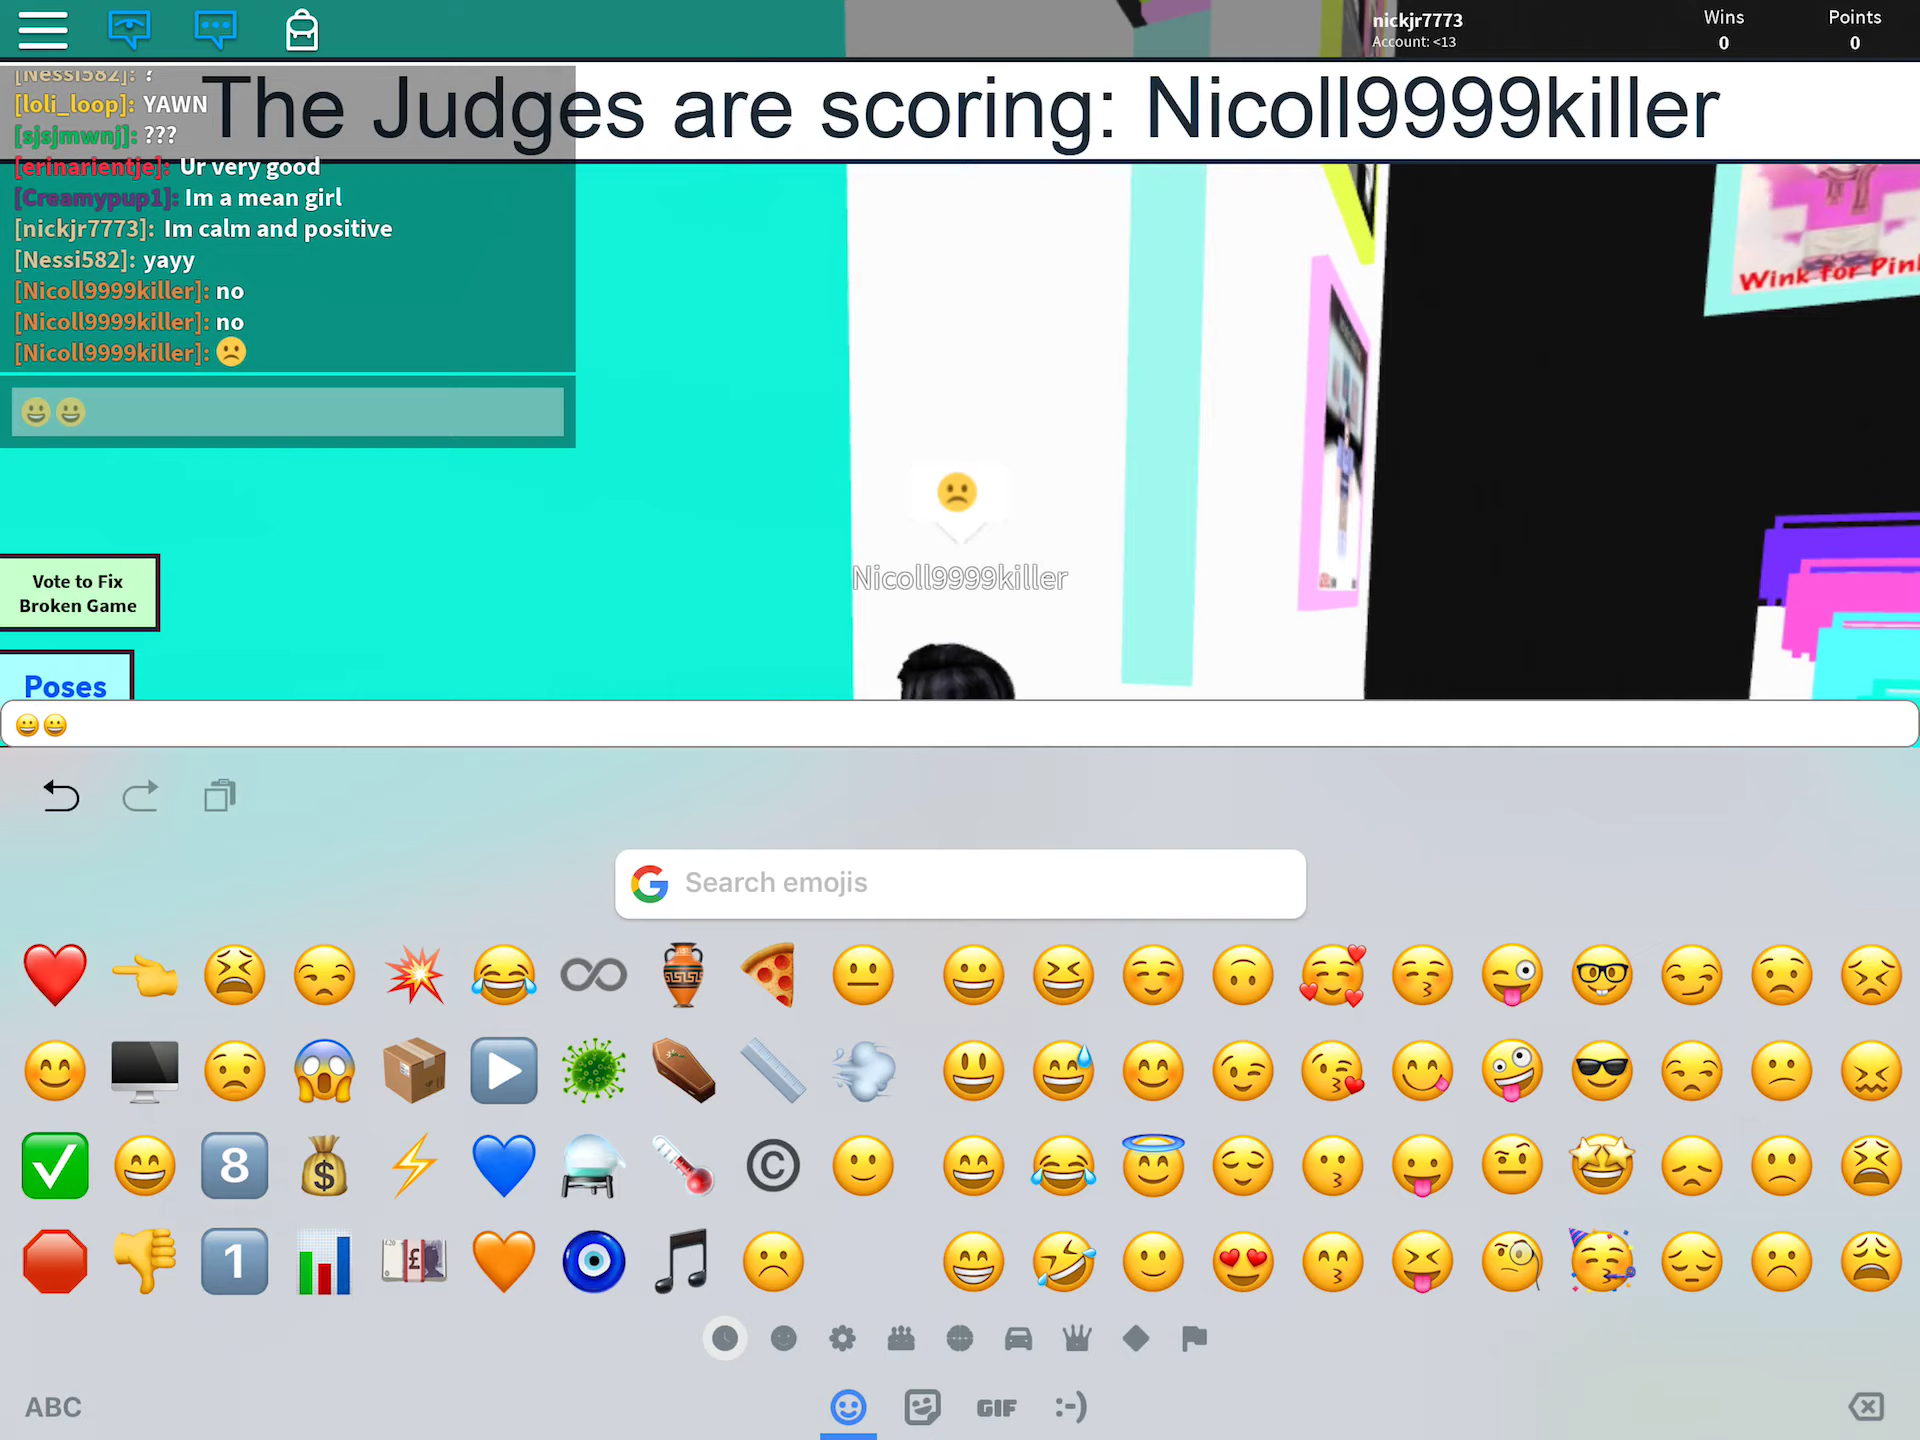 nickjr7773
Account: <13
Wins
0
Points
0
The Judges are scoring: Nicoll9999killer
[Nessi582]: ?
[loli_loop]: YAWN
[sjsjmwnj]: ???
[erinarientje]: Ur very good
[Creamypup1]: Im a mean girl
[nickjr7773]: Im calm and positive
[Nessi582]: yayy
[Nicoll9999killer]: no
[Nicoll9999killer]: no
[Nicoll9999killer]: 🙁
😀😀
Wink for Pink
Nicoll9999killer
Vote to Fix
Broken Game
Poses
😀😀
Search emojis
ABC
GIF
:-)